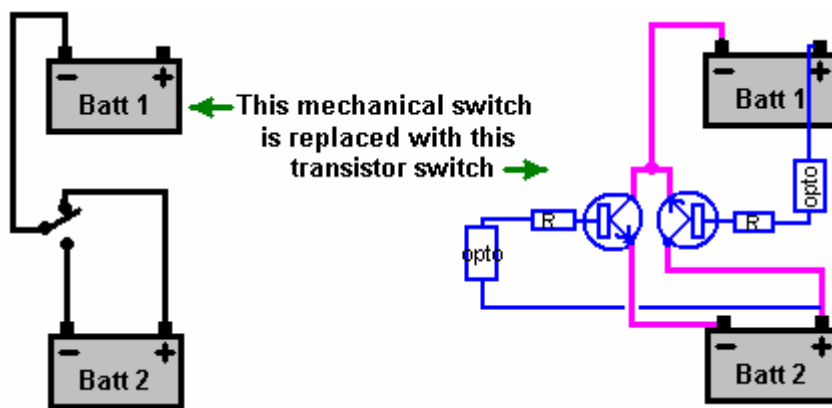 - +
Batt 1
This mechanical switch
is replaced with this
transistor switch
- +
Batt 2
- +
Batt 1
opto
R
R
opto
- +
Batt 2